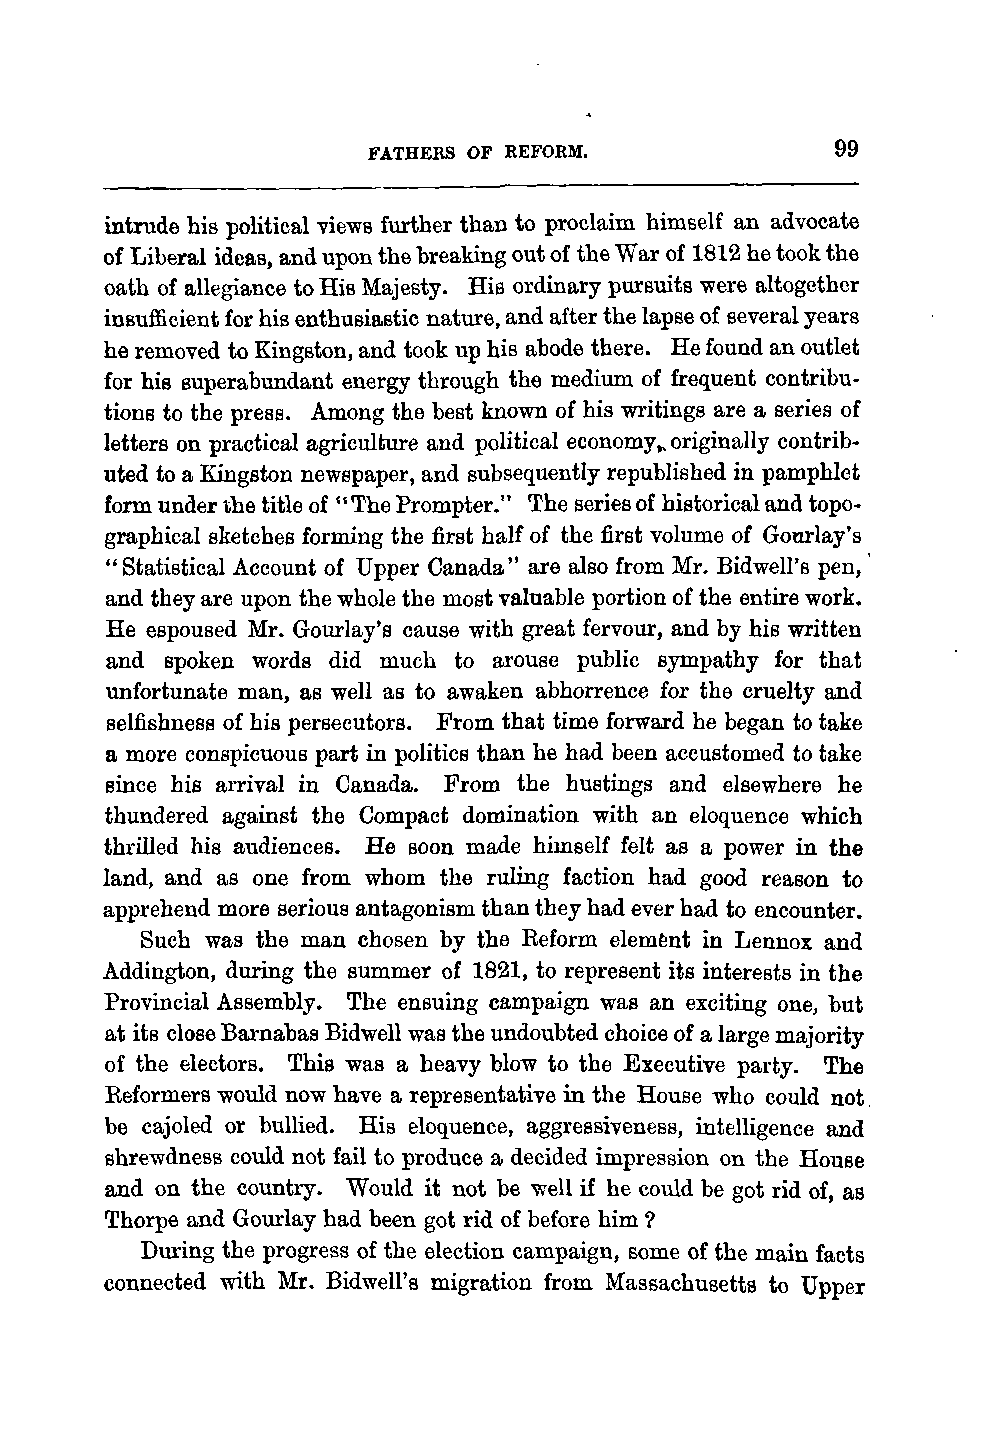 FATHERS OF REFORM. 99
intrude his political views further than to proclaim himself an advocate
of Liberal ideas, and upon the breaking out of the War of 1812 he took the
oath of allegiance to His Majesty. His ordinary pursuits were altogether
insufficient for his enthusiastic nature, and after the lapse of several years
he removed to Kingston, and took up his abode there. He found an outlet
for his superabundant energy through the medium of frequent contribu-
tions to the press. Among the best known of his writings are a series of
letters on practical agriculture and political economy, originally contrib-
uted to a Kingston newspaper, and subsequently republished in pamphlet
form under the title of "The Prompter." The series of historical and topo-
graphical sketches forming the first half of the first volume of Gourlay's
"Statistical Account of Upper Canada" are also from Mr. Bidwell's pen,
and they are upon the whole the most valuable portion of the entire work.
He espoused Mr. Gourlay's cause with great fervour, and by his written
and spoken words did much to arouse public sympathy for that
unfortunate man, as well as to awaken abhorrence for the cruelty and
selfishness of his persecutors. From that time forward he began to take
a more conspicuous part in politics than he had been accustomed to take
since his arrival in Canada. From the hustings and elsewhere he
thundered against the Compact domination with an eloquence which
thrilled his audiences. He soon made himself felt as a power in the
land, and as one from whom the ruling faction had good reason to
apprehend more serious antagonism than they had ever had to encounter.
Such was the man chosen by the Reform element in Lennox and
Addington, during the summer of 1821, to represent its interests in the
Provincial Assembly. The ensuing campaign was an exciting one, but
at its close Barnabas Bidwell was the undoubted choice of a large majority
of the electors. This was a heavy blow to the Executive party. The
Reformers would now have a representative in the House who could not
be cajoled or bullied. His eloquence, aggressiveness, intelligence and
shrewdness could not fail to produce a decided impression on the House
and on the country. Would it not be well if he could be got rid of, as
Thorpe and Gourlay had been got rid of before him?
During the progress of the election campaign, some of the main facts
connected with Mr. Bidwell's migration from Massachusetts to Upper